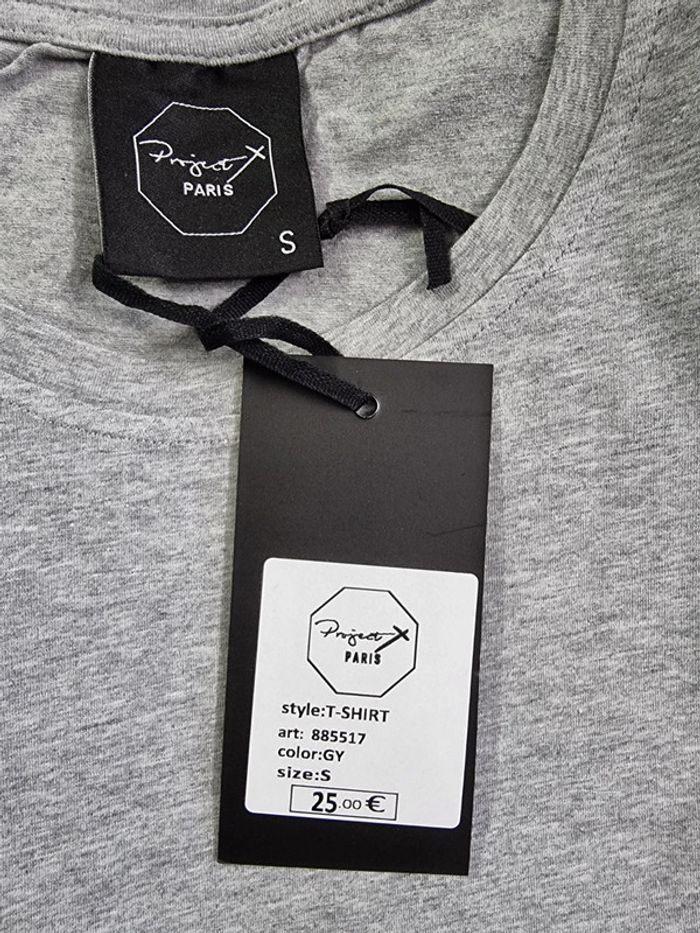 Project X
PARIS
S
Project X
PARIS
style:T-SHIRT
art: 885517
color:GY
size:S
25.00 €